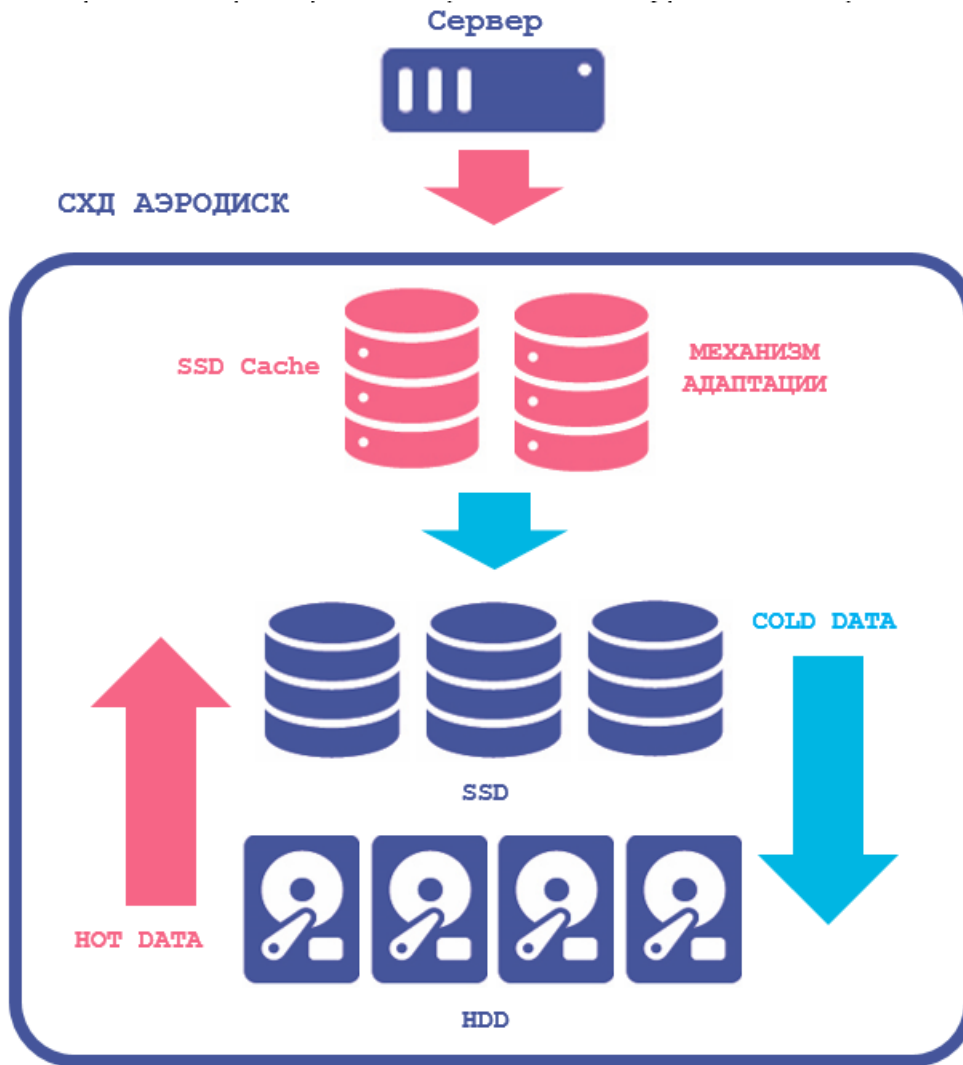 Сервер
СХД АЭРОДИСК
SSD Cache
МЕХАНИЗМ
АДАПТАЦИИ
COLD DATA
SSD
HOT DATA
HDD